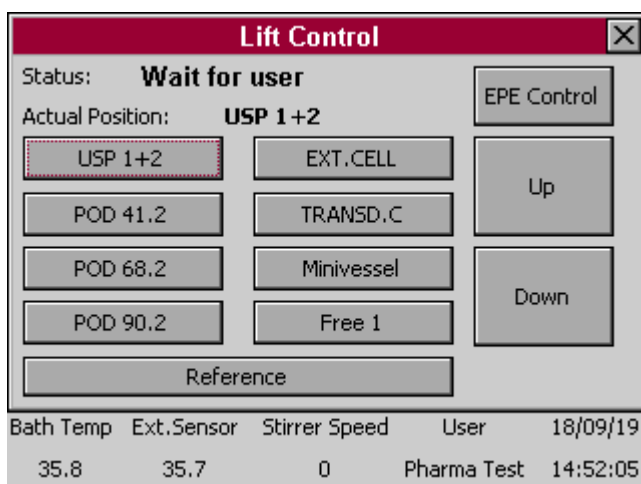 Lift Control
Status: Wait for user
EPE Control
Actual Position: USP 1+2
USP 1+2 EXT.CELL
Up
POD 41.2 TRANSD.C
POD 68.2 Minivessel
Down
POD 90.2 Free 1
Reference
Bath Temp Ext.Sensor Stirrer Speed User 18/09/19
35.8 35.7 0 Pharma Test 14:52:05